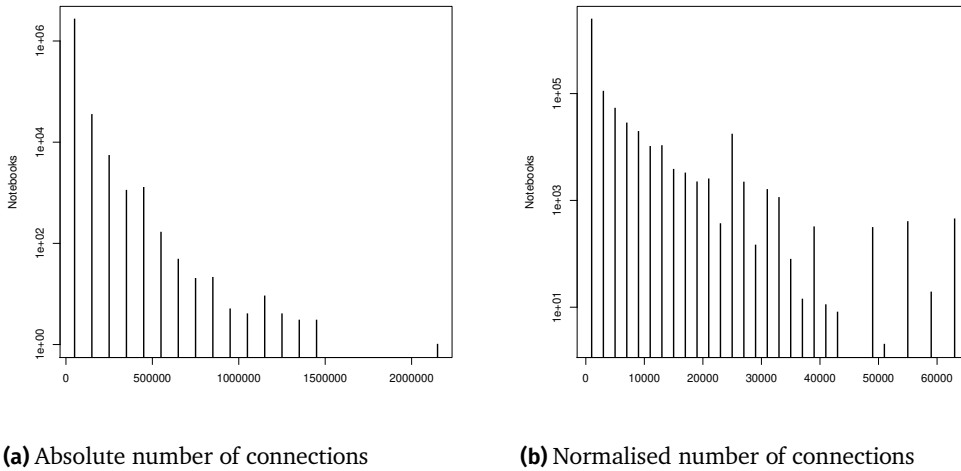 Notebooks
1e+06
1e+04
1e+02
1e+00
0 500000 1000000 1500000 2000000
(a) Absolute number of connections
Notebooks
1e+05
1e+03
1e+01
0 10000 20000 30000 40000 50000 60000
(b) Normalised number of connections